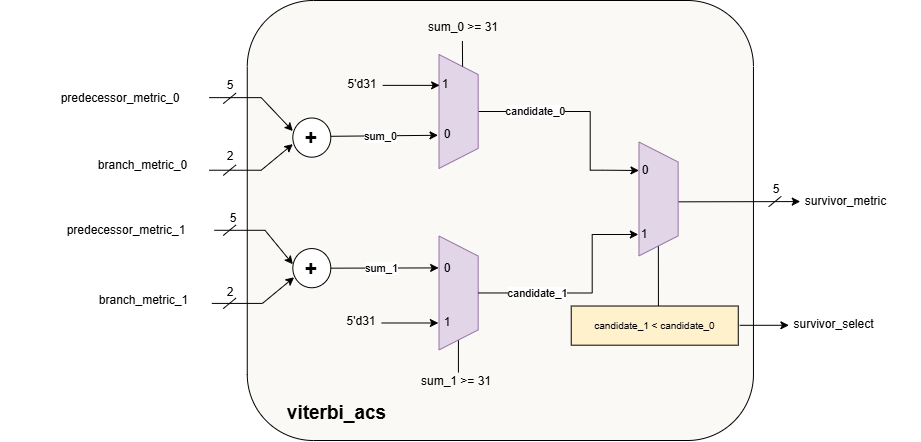 sum_0 >= 31
predecessor_metric_0
5
5'd31
1
candidate_0
+
sum_0
0
branch_metric_0
2
0
5
survivor_metric
predecessor_metric_1
5
1
+
sum_1
0
candidate_1
branch_metric_1
2
5'd31
1
candidate_1 < candidate_0
survivor_select
sum_1 >= 31
viterbi_acs